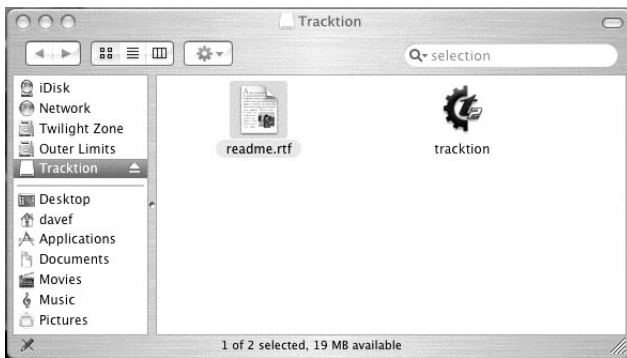 Tracktion
selection
iDisk
Network
Twilight Zone
Outer Limits
Tracktion
Desktop
davef
Applications
Documents
Movies
Music
Pictures
readme.rtf
tracktion
1 of 2 selected, 19 MB available